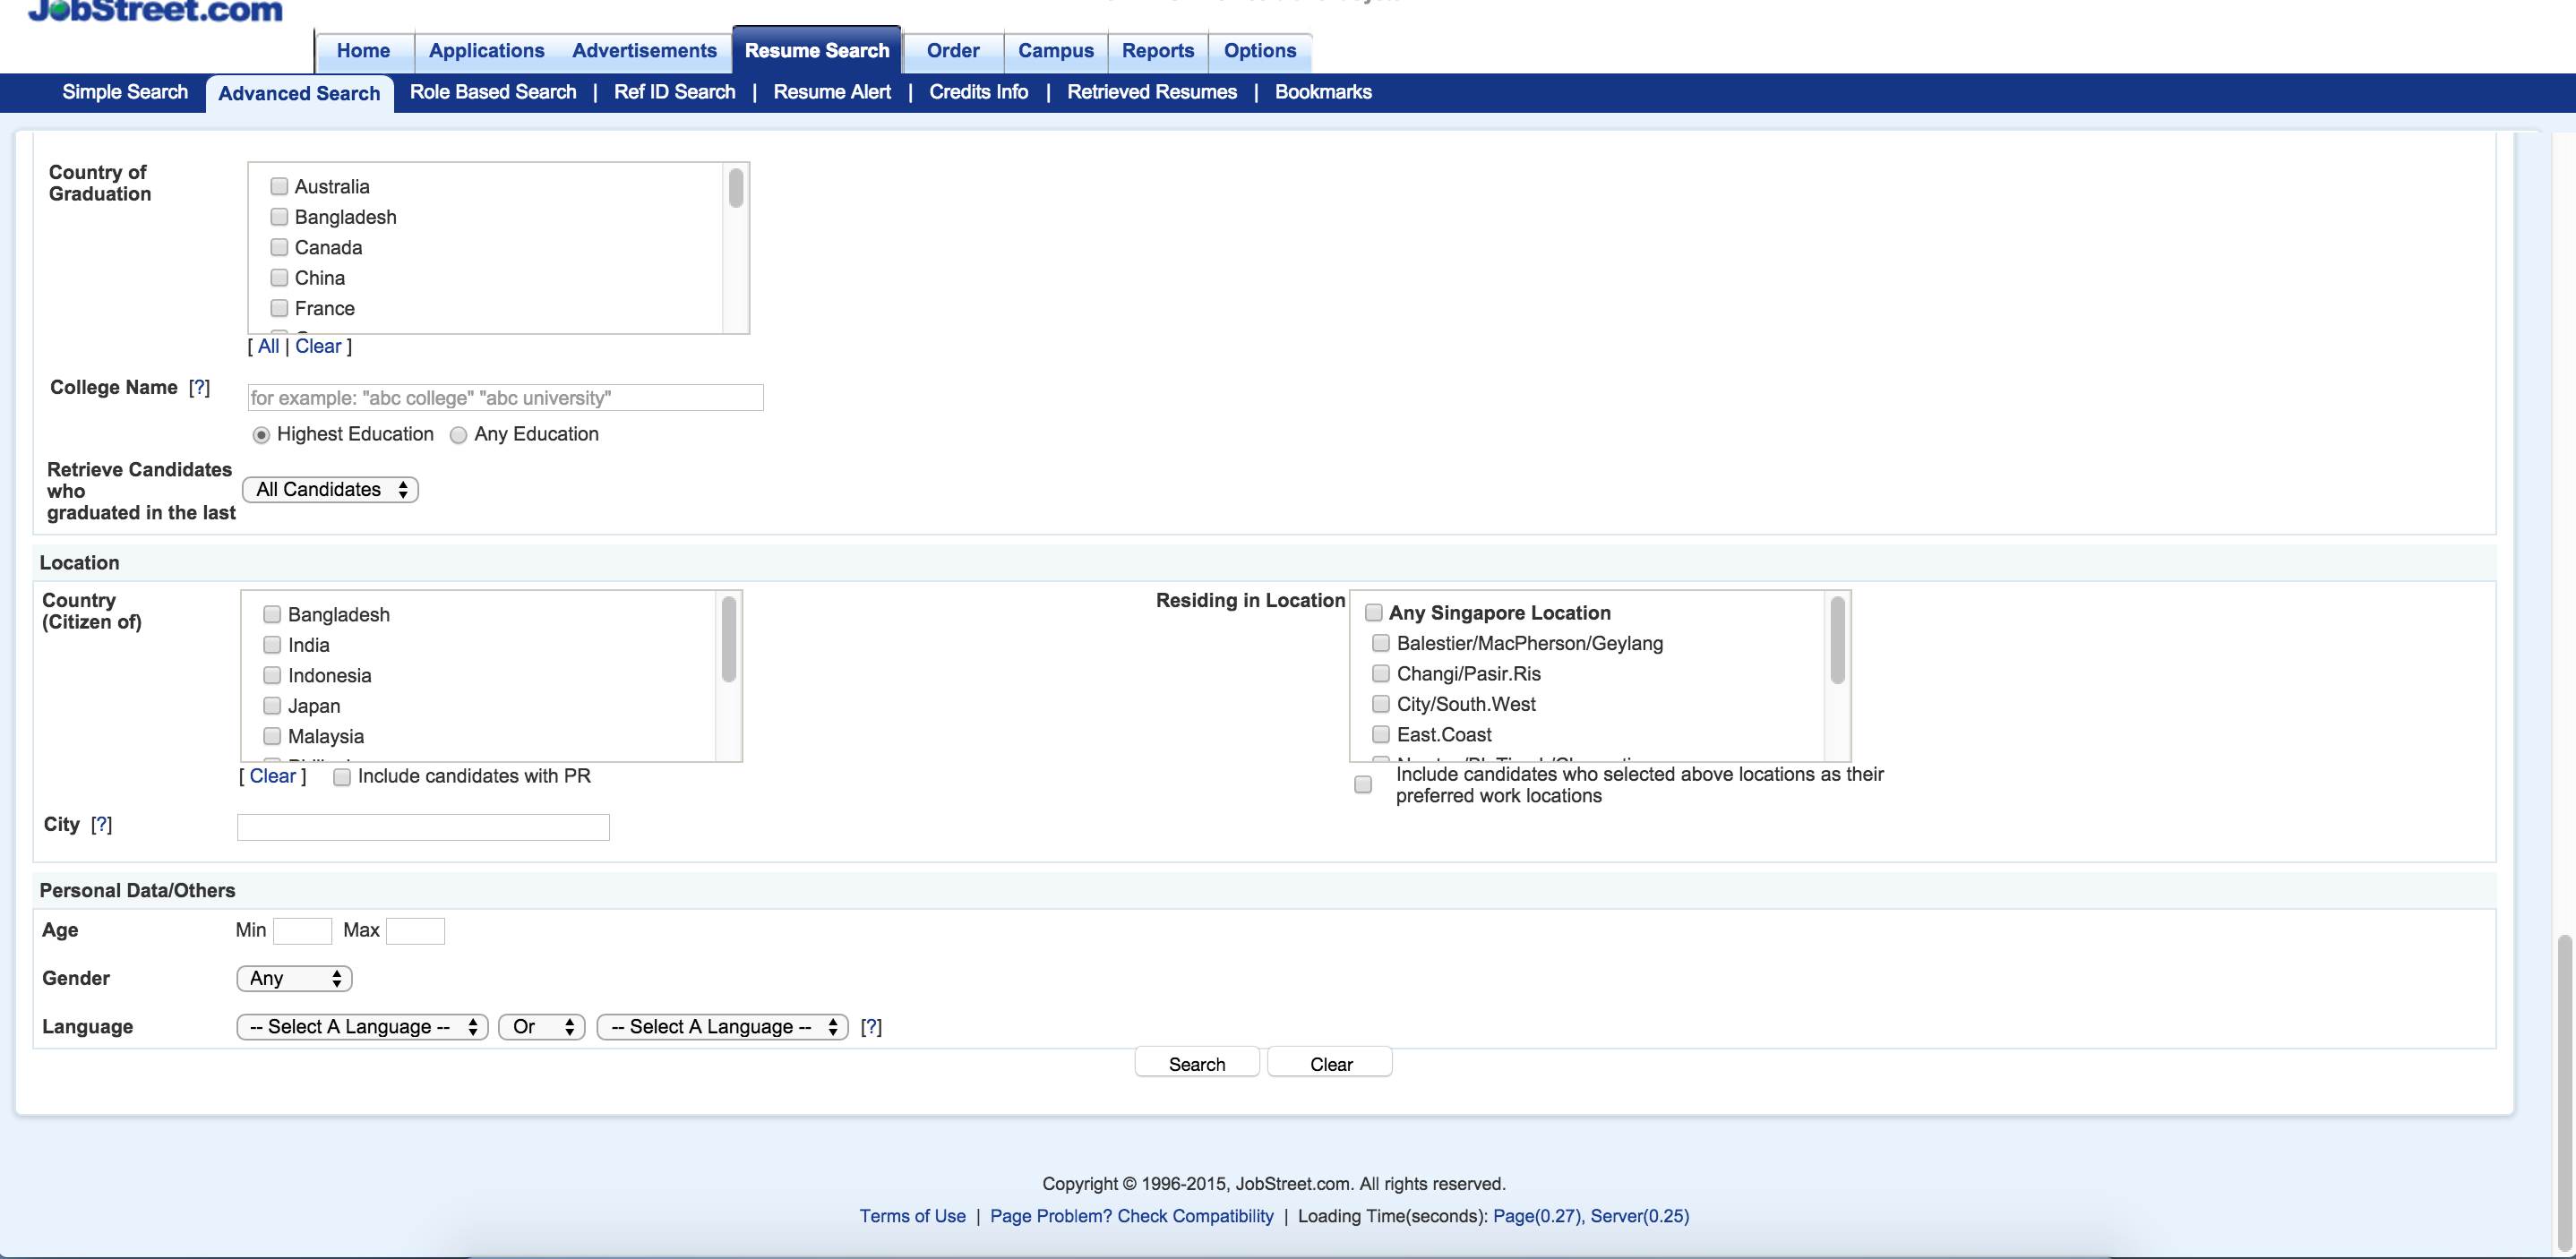 JobStreet.com
Home Applications Advertisements Resume Search Order Campus Reports Options
Simple Search Advanced Search Role Based Search | Ref ID Search | Resume Alert | Credits Info | Retrieved Resumes | Bookmarks
Country of
Graduation
Australia
Bangladesh
Canada
China
France
[ All | Clear ]
College Name [?]
for example: "abc college" "abc university"
Highest Education Any Education
Retrieve Candidates
who
graduated in the last
All Candidates
Location
Country
(Citizen of)
Bangladesh
India
Indonesia
Japan
Malaysia
[ Clear ] Include candidates with PR
Residing in Location
Any Singapore Location
Balestier/MacPherson/Geylang
Changi/Pasir.Ris
City/South.West
East.Coast
Include candidates who selected above locations as their
preferred work locations
City [?]
Personal Data/Others
Age Min Max
Gender Any
Language -- Select A Language -- Or -- Select A Language -- [?]
Search Clear
Copyright © 1996-2015, JobStreet.com. All rights reserved.
Terms of Use | Page Problem? Check Compatibility | Loading Time(seconds): Page(0.27), Server(0.25)